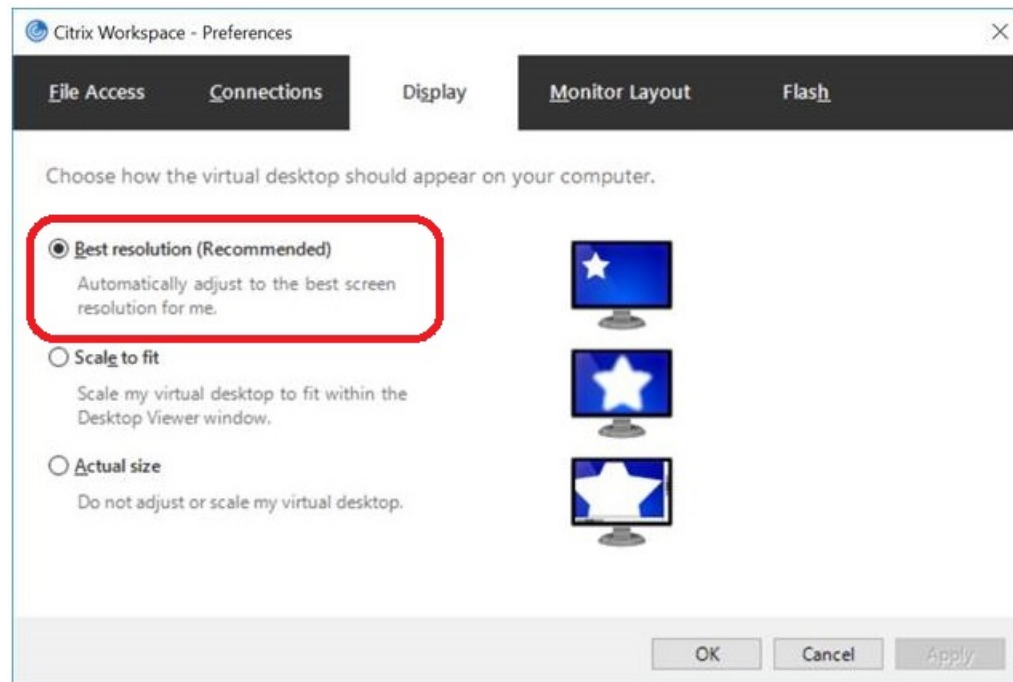 Citrix Workspace - Preferences
File Access Connections Display Monitor Layout Flash
Choose how the virtual desktop should appear on your computer.
Best resolution (Recommended)
Automatically adjust to the best screen
resolution for me.
Scale to fit
Scale my virtual desktop to fit within the
Desktop Viewer window.
Actual size
Do not adjust or scale my virtual desktop.
OK Cancel Apply